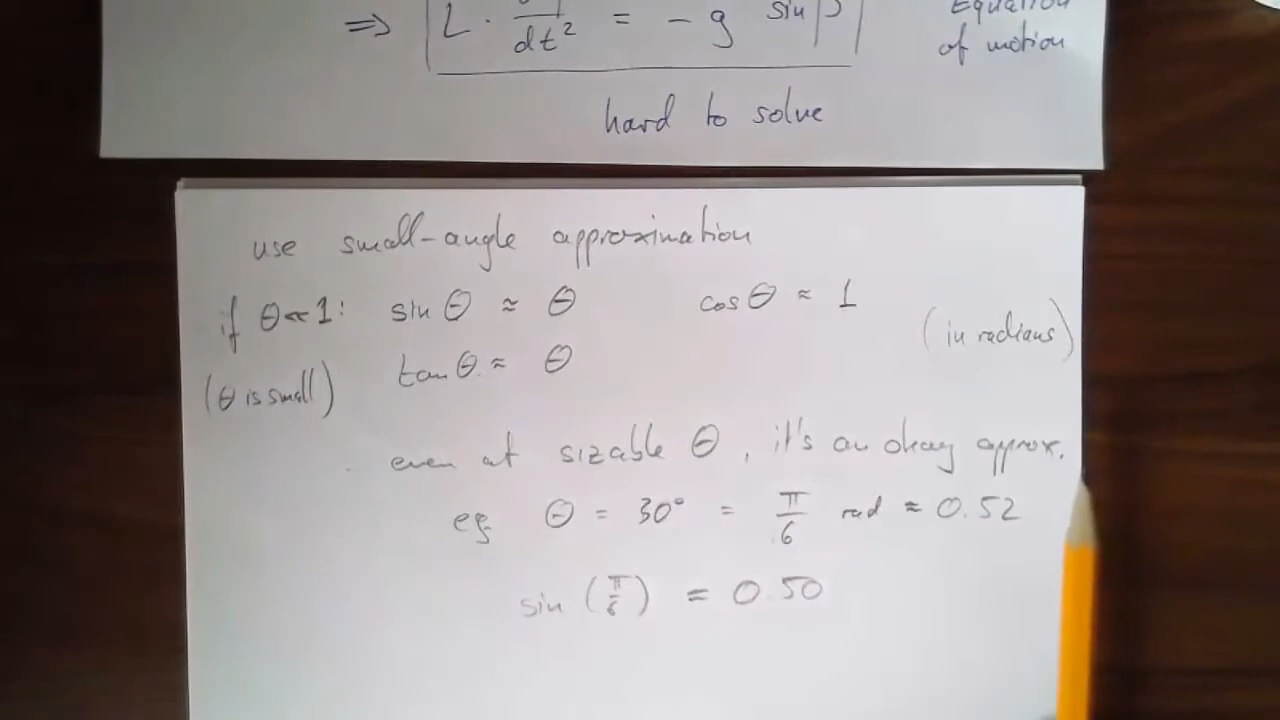 => L · dt² = - g sin β
Equation
of motion
hard to solve
use small-angle approximation
if Θ≪1: sin Θ ≈ Θ cos Θ ≈ 1
(in radians)
(Θ is small) tan Θ ≈ Θ
even at sizable Θ, it's an okay approx.
eg. Θ = 30° = π/6 rad ≈ 0.52
sin (π/6) = 0.50